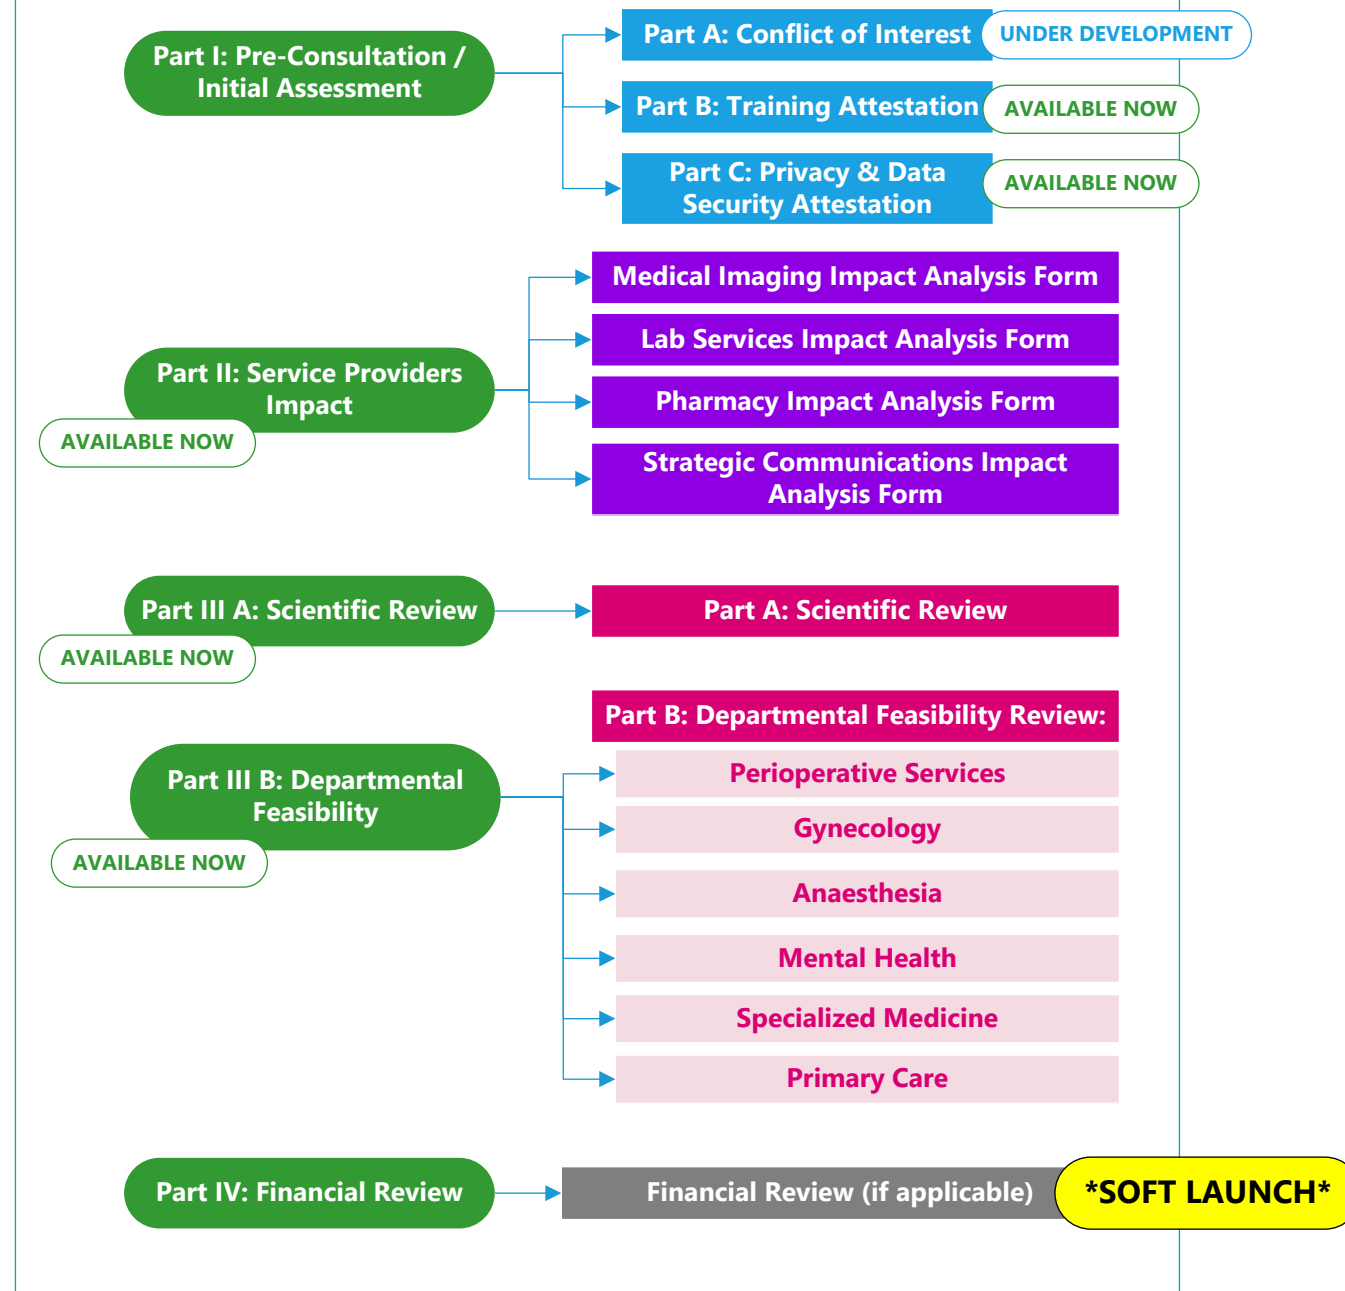 Part I: Pre-Consultation /
Initial Assessment
Part A: Conflict of Interest
UNDER DEVELOPMENT
Part B: Training Attestation
AVAILABLE NOW
Part C: Privacy & Data
Security Attestation
AVAILABLE NOW
Part II: Service Providers
Impact
AVAILABLE NOW
Medical Imaging Impact Analysis Form
Lab Services Impact Analysis Form
Pharmacy Impact Analysis Form
Strategic Communications Impact
Analysis Form
Part III A: Scientific Review
AVAILABLE NOW
Part A: Scientific Review
Part III B: Departmental
Feasibility
AVAILABLE NOW
Part B: Departmental Feasibility Review:
Perioperative Services
Gynecology
Anaesthesia
Mental Health
Specialized Medicine
Primary Care
Part IV: Financial Review
Financial Review (if applicable)
*SOFT LAUNCH*